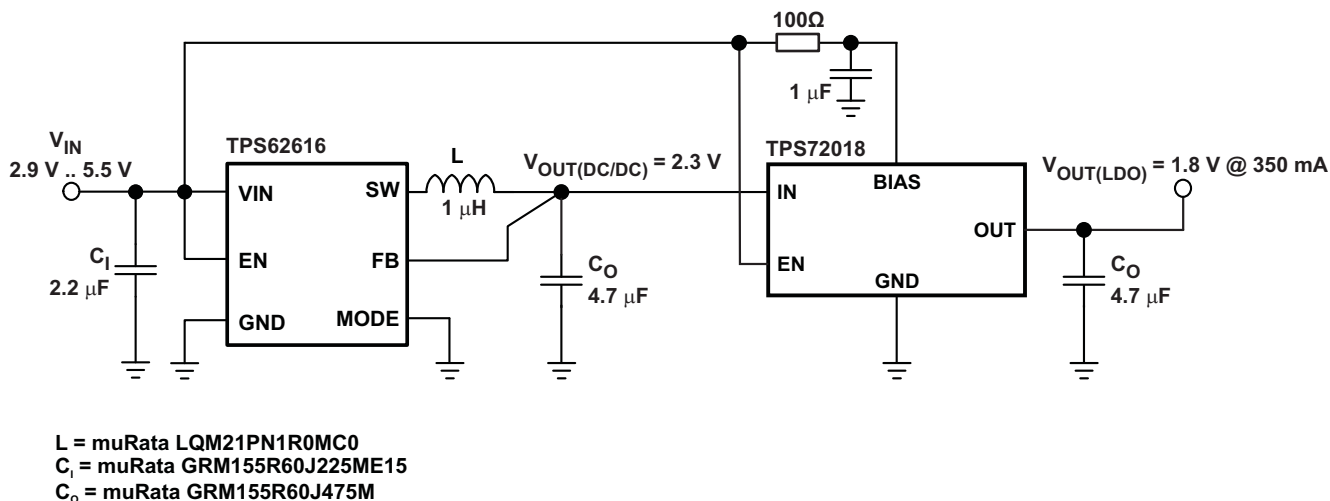 100Ω
1 μF
V_IN
2.9 V .. 5.5 V
TPS62616
L
V_OUT(DC/DC) = 2.3 V
TPS72018
V_OUT(LDO) = 1.8 V @ 350 mA
VIN
SW
1 μH
IN
BIAS
OUT
C_I
2.2 μF
EN
FB
C_O
4.7 μF
EN
GND
C_O
4.7 μF
GND
MODE
L = muRata LQM21PN1R0MC0
C_I = muRata GRM155R60J225ME15
C_O = muRata GRM155R60J475M